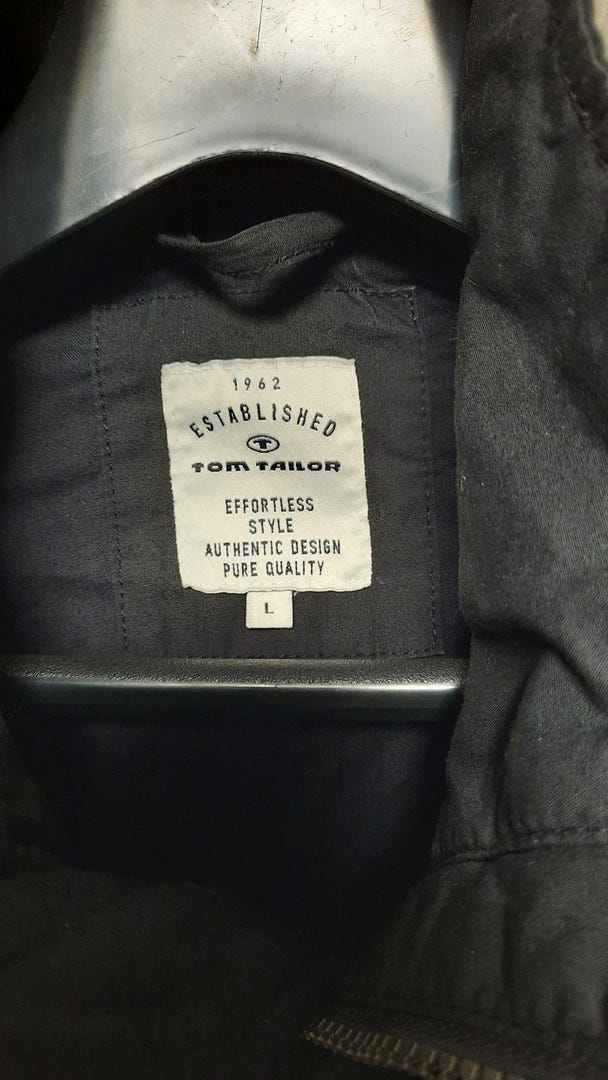 1962
ESTABLISHED
T
TOM TAILOR
EFFORTLESS
STYLE
AUTHENTIC DESIGN
PURE QUALITY
L